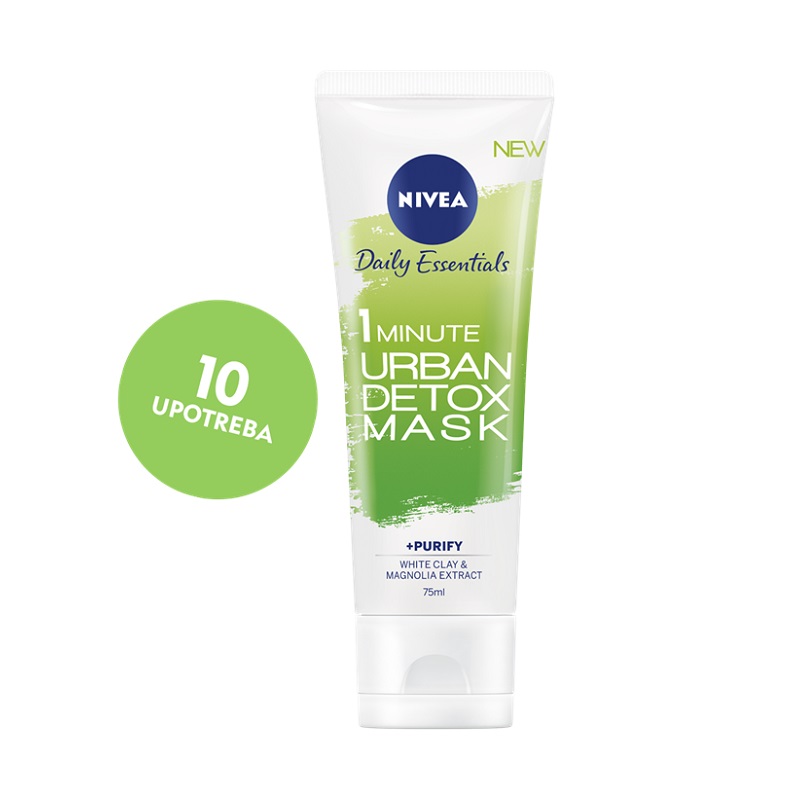 NEW
NIVEA
Daily Essentials
1 MINUTE
URBAN
DETOX
MASK
+PURIFY
WHITE CLAY &
MAGNOLIA EXTRACT
75ml
10
UPOTREBA